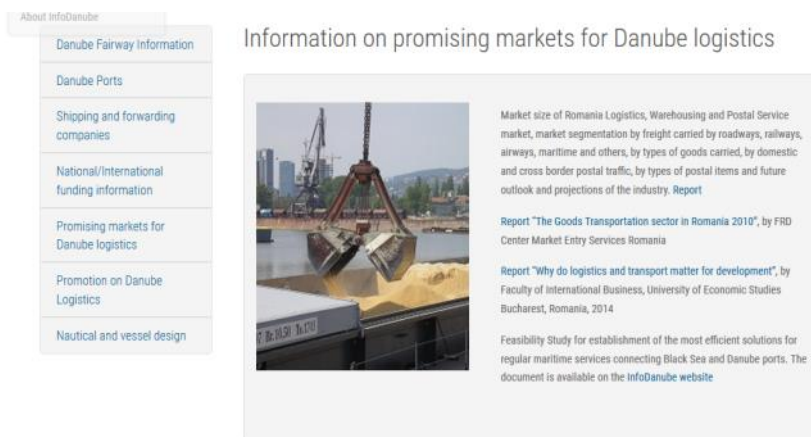 About InfoDanube
Danube Fairway Information
Danube Ports
Shipping and forwarding
companies
National/International
funding information
Promising markets for
Danube logistics
Promotion on Danube
Logistics
Nautical and vessel design
Information on promising markets for Danube logistics
Market size of Romania Logistics, Warehousing and Postal Service
market, market segmentation by freight carried by roadways, railways,
airways, maritime and others, by types of goods carried, by domestic
and cross border postal traffic, by types of postal items and future
outlook and projections of the industry. Report
Report "The Goods Transportation sector in Romania 2010", by FRD
Center Market Entry Services Romania
Report "Why do logistics and transport matter for development", by
Faculty of International Business, University of Economic Studies
Bucharest, Romania, 2014
Feasibility Study for establishment of the most efficient solutions for
regular maritime services connecting Black Sea and Danube ports. The
document is available on the InfoDanube website